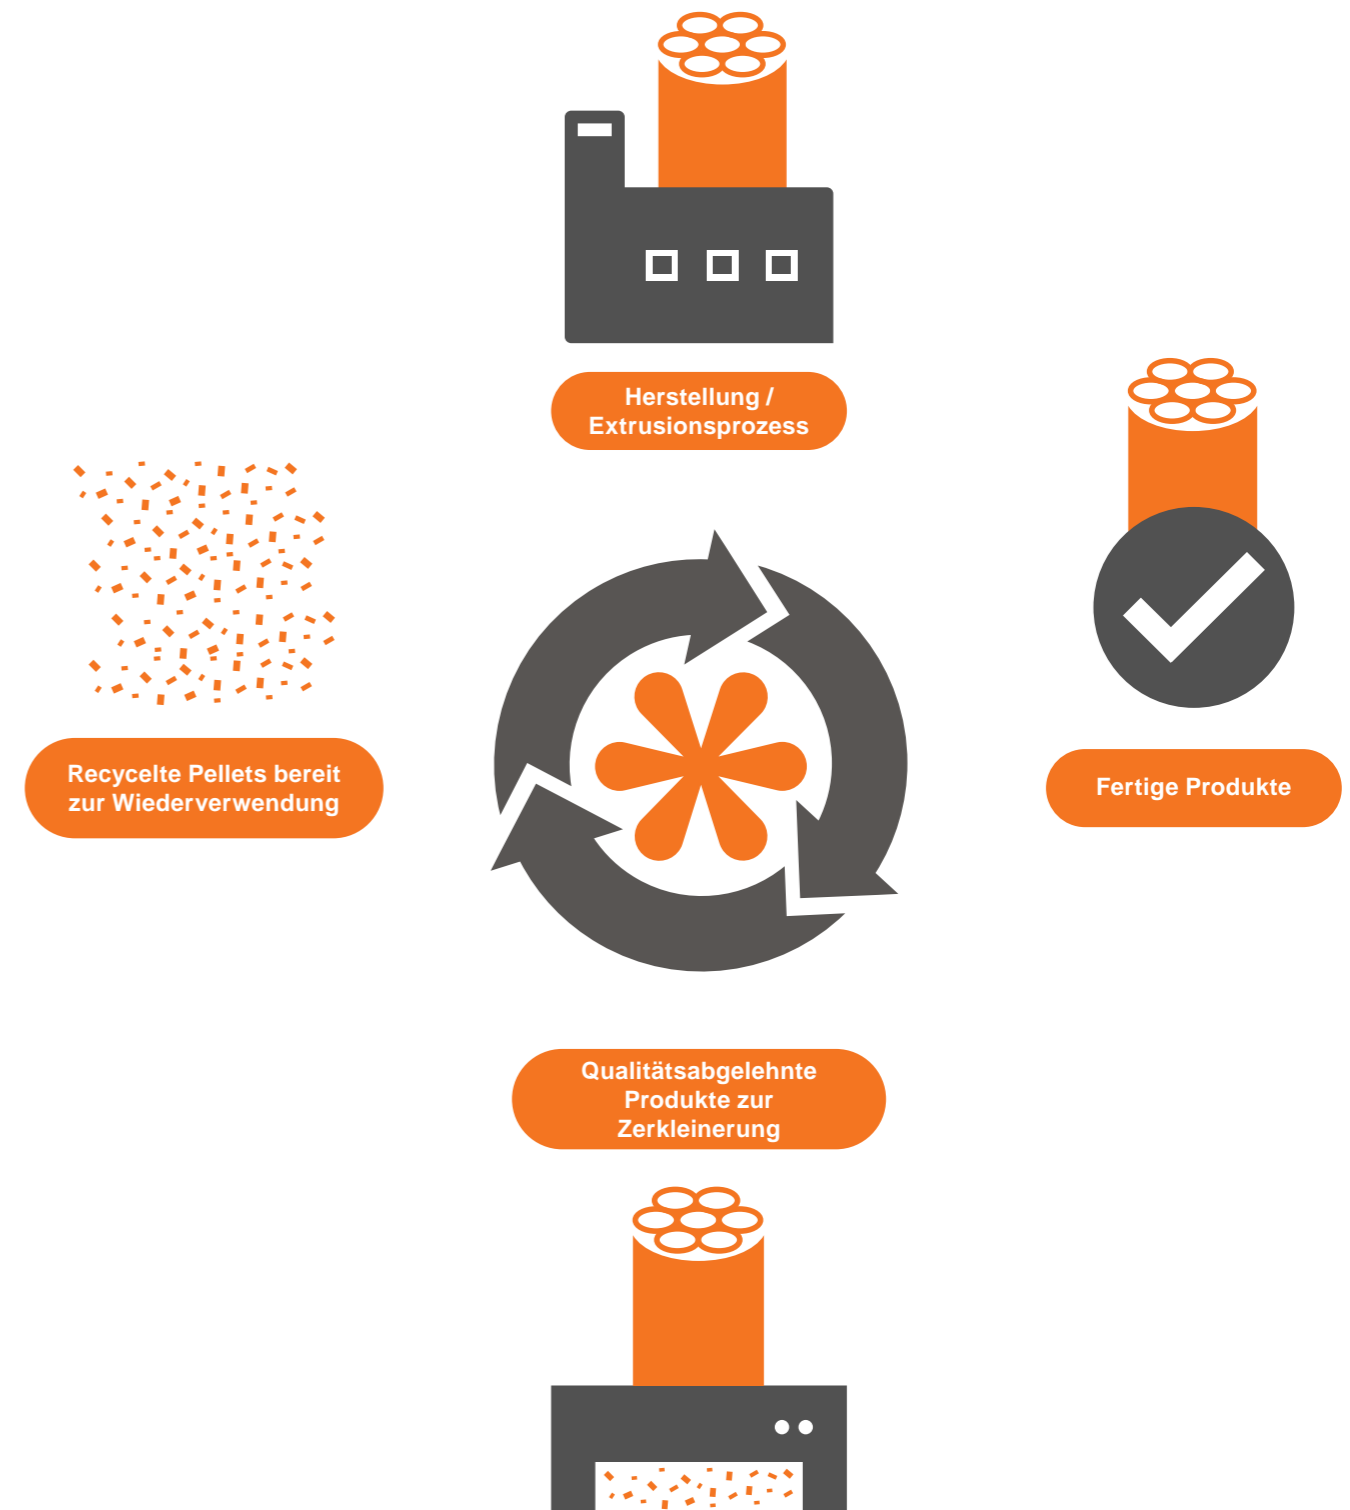 Herstellung /
Extrusionsprozess
Recycelte Pellets bereit
zur Wiederverwendung
Fertige Produkte
Qualitätsabgelehnte
Produkte zur
Zerkleinerung